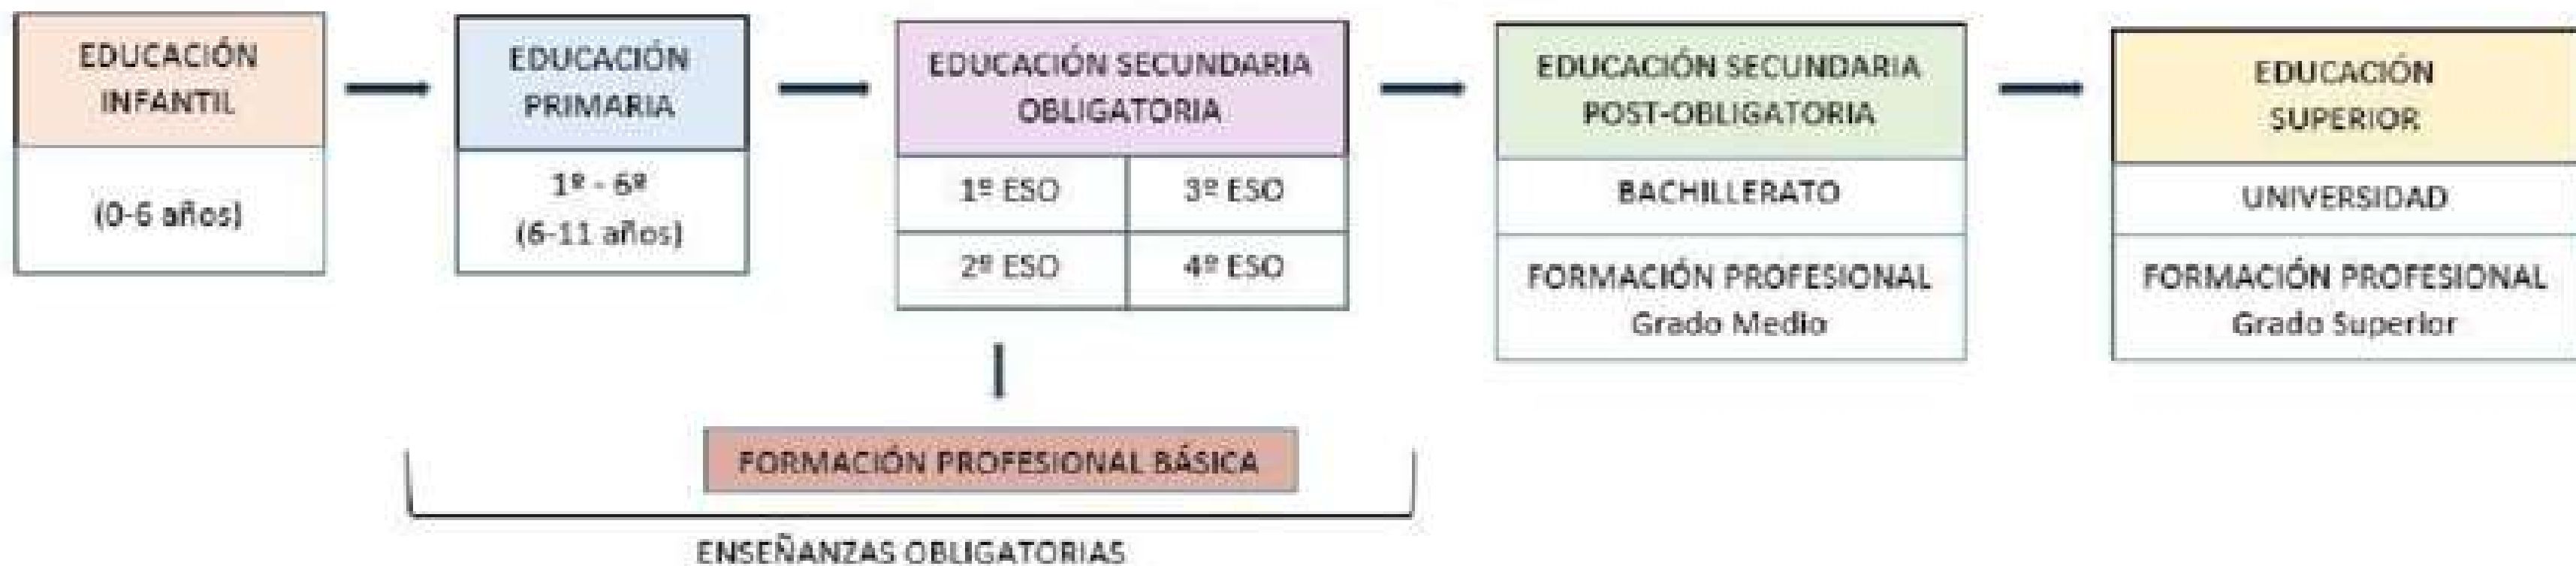 EDUCACIÓN
INFANTIL
(0-6 años)
EDUCACIÓN
PRIMARIA
1º - 6º
(6-11 años)
EDUCACIÓN SECUNDARIA
OBLIGATORIA
1º ESO
3º ESO
2º ESO
4º ESO
EDUCACIÓN SECUNDARIA
POST-OBLIGATORIA
BACHILLERATO
FORMACIÓN PROFESIONAL
Grado Medio
EDUCACIÓN
SUPERIOR
UNIVERSIDAD
FORMACIÓN PROFESIONAL
Grado Superior
FORMACIÓN PROFESIONAL BÁSICA
ENSEÑANZAS OBLIGATORIAS